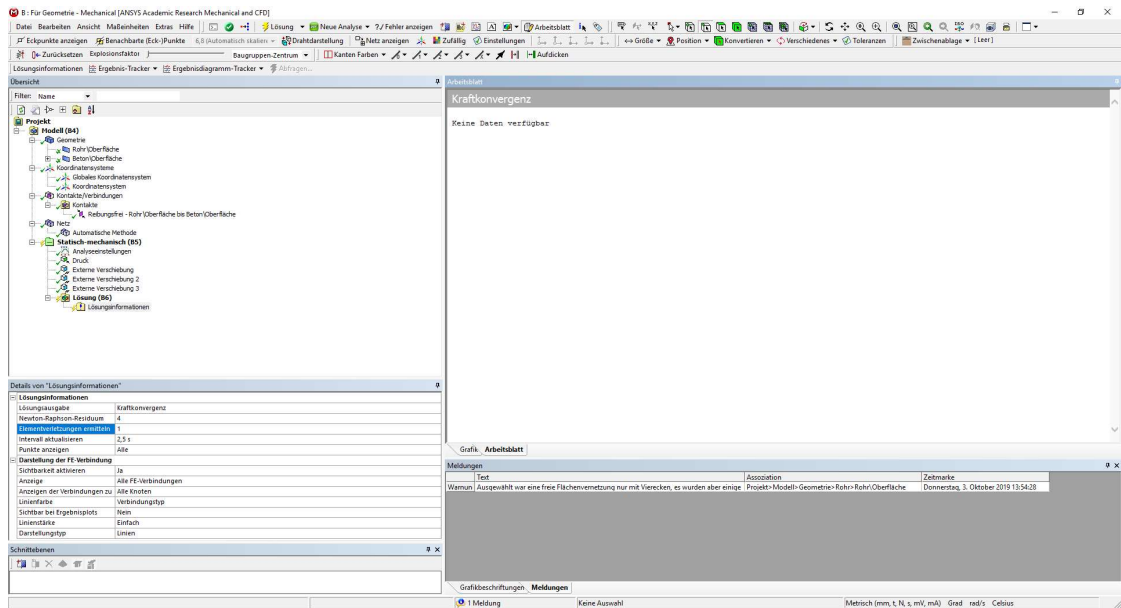 B : Für Geometrie - Mechanical [ANSYS Academic Research Mechanical and CFD]
Datei Bearbeiten Ansicht Maßeinheiten Extras Hilfe Lösung Neue Analyse ?/ Fehler anzeigen Arbeitsblatt
Eckpunkte anzeigen Benachbarte (Eck-)Punkte 6,8 (Automatisch skalieren Drahtdarstellung Netz anzeigen Zufällig Einstellungen Größe Position Konvertieren Verschiedenes Toleranzen Zwischenablage [Leer]
Zurücksetzen Explosionsfaktor Baugruppen-Zentrum Kanten Farben Aufdicken
Lösungsinformationen Ergebnis-Tracker Ergebnisdiagramm-Tracker Abfragen...
Übersicht
Filter: Name
Projekt
Modell (B4)
Geometrie
Rohr\Oberfläche
Beton\Oberfläche
Koordinatensysteme
Globales Koordinatensystem
Koordinatensystem
Kontakte/Verbindungen
Kontakte
Reibungsfrei - Rohr\Oberfläche bis Beton\Oberfläche
Netz
Automatische Methode
Statisch-mechanisch (B5)
Analyseeinstellungen
Druck
Externe Verschiebung
Externe Verschiebung 2
Externe Verschiebung 3
Lösung (B6)
Lösungsinformationen
Details von "Lösungsinformationen"
Lösungsinformationen
Lösungsausgabe Kraftkonvergenz
Newton-Raphson-Residuum 4
Elementverletzungen ermitteln 1
Intervall aktualisieren 2,5 s
Punkte anzeigen Alle
Darstellung der FE-Verbindung
Sichtbarkeit aktivieren Ja
Anzeige Alle FE-Verbindungen
Anzeigen der Verbindungen zu Alle Knoten
Linienfarbe Verbindungstyp
Sichtbar bei Ergebnisplots Nein
Linienstärke Einfach
Darstellungstyp Linien
Schnittebenen
Arbeitsblatt
Kraftkonvergenz
Keine Daten verfügbar
Grafik Arbeitsblatt
Meldungen
Text Assoziation Zeitmarke
Warnun Ausgewählt war eine freie Flächenvernetzung nur mit Vierecken, es wurden aber einige Projekt>Modell>Geometrie>Rohr>Rohr\Oberfläche Donnerstag, 3. Oktober 2019 13:54:28
Grafikbeschriftungen Meldungen
1 Meldung Keine Auswahl Metrisch (mm, t, N, s, mV, mA) Grad rad/s Celsius